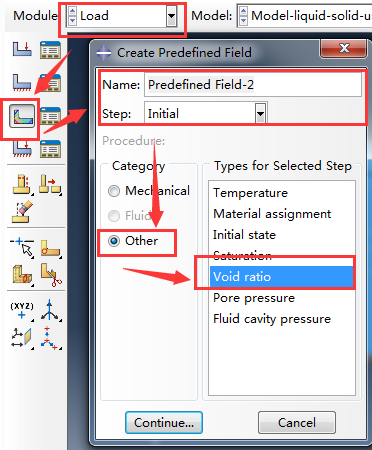 Module: Load Model: Model-liquid-solid-u
Create Predefined Field
Name: Predefined Field-2
Step: Initial
Procedure:
Category
Types for Selected Step
Mechanical
Fluid
Other
Temperature
Material assignment
Initial state
Saturation
Void ratio
Pore pressure
Fluid cavity pressure
(XYZ)
Continue...
Cancel